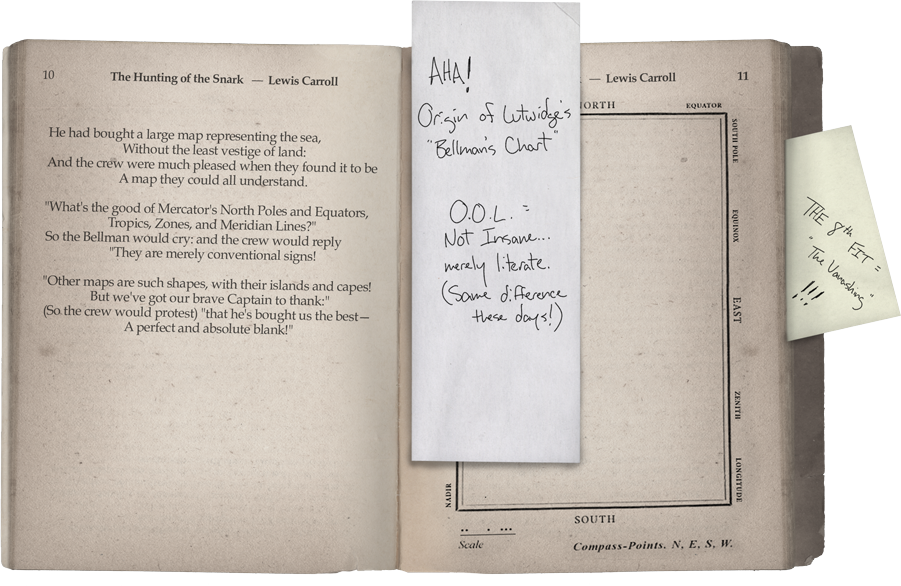 10
The Hunting of the Snark — Lewis Carroll
He had bought a large map representing the sea,
Without the least vestige of land:
And the crew were much pleased when they found it to be
A map they could all understand.
"What's the good of Mercator's North Poles and Equators,
Tropics, Zones, and Meridian Lines?"
So the Bellman would cry: and the crew would reply
"They are merely conventional signs!
"Other maps are such shapes, with their islands and capes!
But we've got our brave Captain to thank:"
(So the crew would protest) "that he's bought us the best—
A perfect and absolute blank!"
AHA!
Origin of Lutwidge's
"Bellman's Chart"
O.O.L. =
Not Insane...
merely literate.
(Same difference
these days!)
— Lewis Carroll
11
NORTH
EQUATOR
SOUTH POLE
EQUINOX
EAST
ZENITH
LONGITUDE
NADIR
SOUTH
Scale
Compass-Points. N, E, S, W.
THE 8th FIT =
"The Vanishing"
!!!